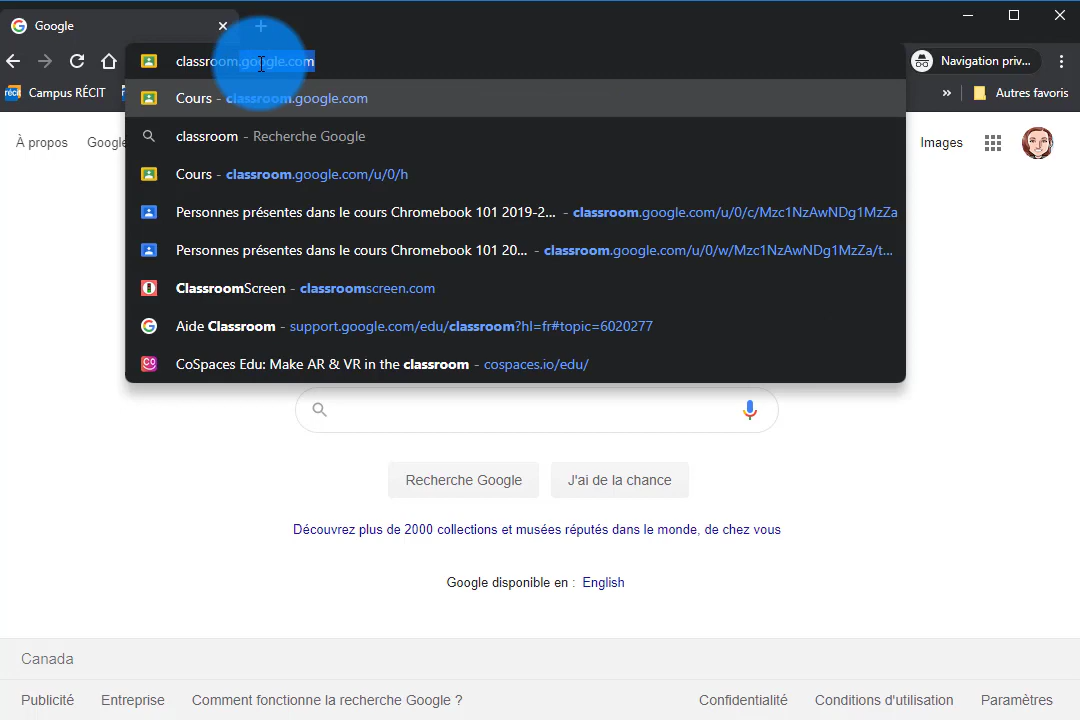 Google
classroom.google.com
Navigation priv...
Campus RÉCIT
»
Autres favoris
Cours - classroom.google.com
classroom - Recherche Google
Cours - classroom.google.com/u/0/h
Personnes présentes dans le cours Chromebook 101 2019-2... - classroom.google.com/u/0/c/Mzc1NzAwNDg1MzZa
Personnes présentes dans le cours Chromebook 101 20... - classroom.google.com/u/0/w/Mzc1NzAwNDg1MzZa/t...
ClassroomScreen - classroomscreen.com
Aide Classroom - support.google.com/edu/classroom?hl=fr#topic=6020277
CoSpaces Edu: Make AR & VR in the classroom - cospaces.io/edu/
À propos
Google
Images
Recherche Google
J'ai de la chance
Découvrez plus de 2000 collections et musées réputés dans le monde, de chez vous
Google disponible en : English
Canada
Publicité Entreprise Comment fonctionne la recherche Google ? Confidentialité Conditions d'utilisation Paramètres